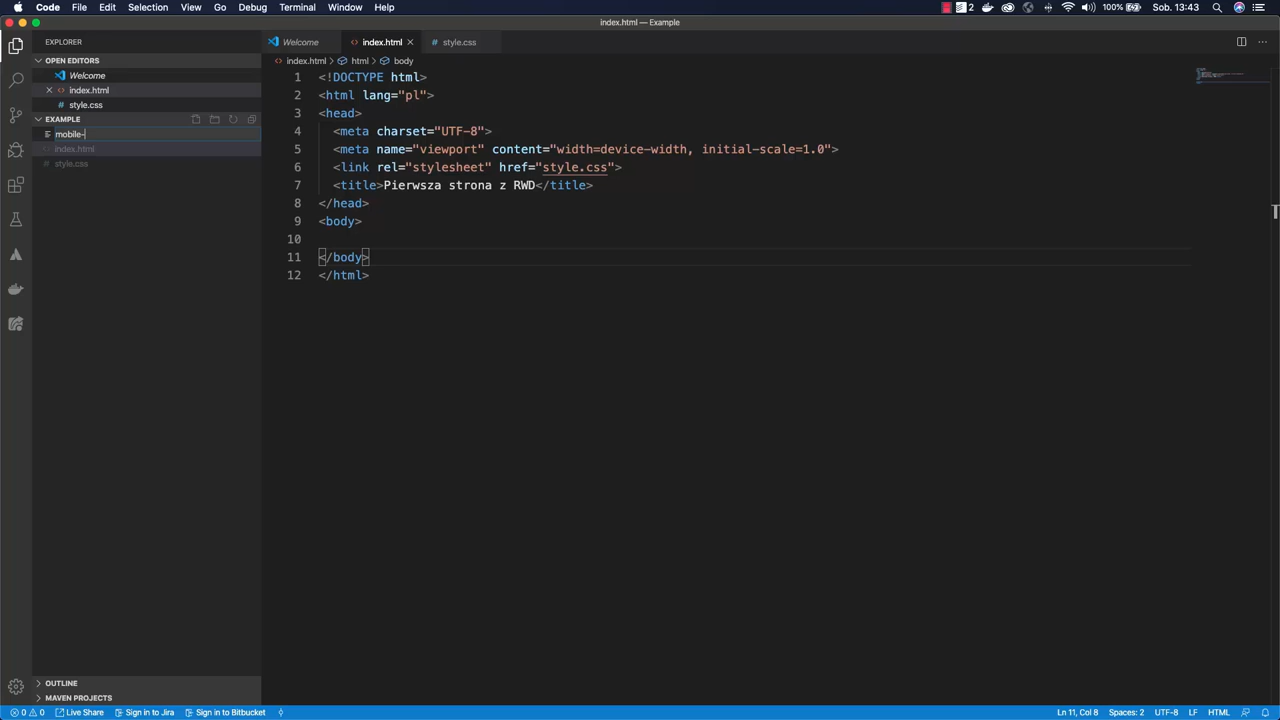 Code File Edit Selection View Go Debug Terminal Window Help 2 100% Sob. 13:43
index.html — Example
EXPLORER
Welcome index.html style.css
OPEN EDITORS
index.html html body
Welcome
index.html
style.css
EXAMPLE
mobile-
index.html
style.css
1 <!DOCTYPE html>
2 <html lang="pl">
3 <head>
4 <meta charset="UTF-8">
5 <meta name="viewport" content="width=device-width, initial-scale=1.0">
6 <link rel="stylesheet" href="style.css">
7 <title>Pierwsza strona z RWD</title>
8 </head>
9 <body>
10
11 </body>
12 </html>
OUTLINE
MAVEN PROJECTS
0 0 Live Share Sign in to Jira Sign in to Bitbucket Ln 11, Col 8 Spaces: 2 UTF-8 LF HTML